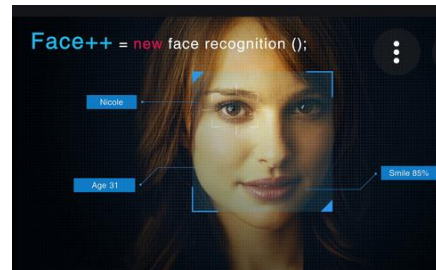 Face++ = new face recognition ();
Nicole
Smile 85%
Age 31